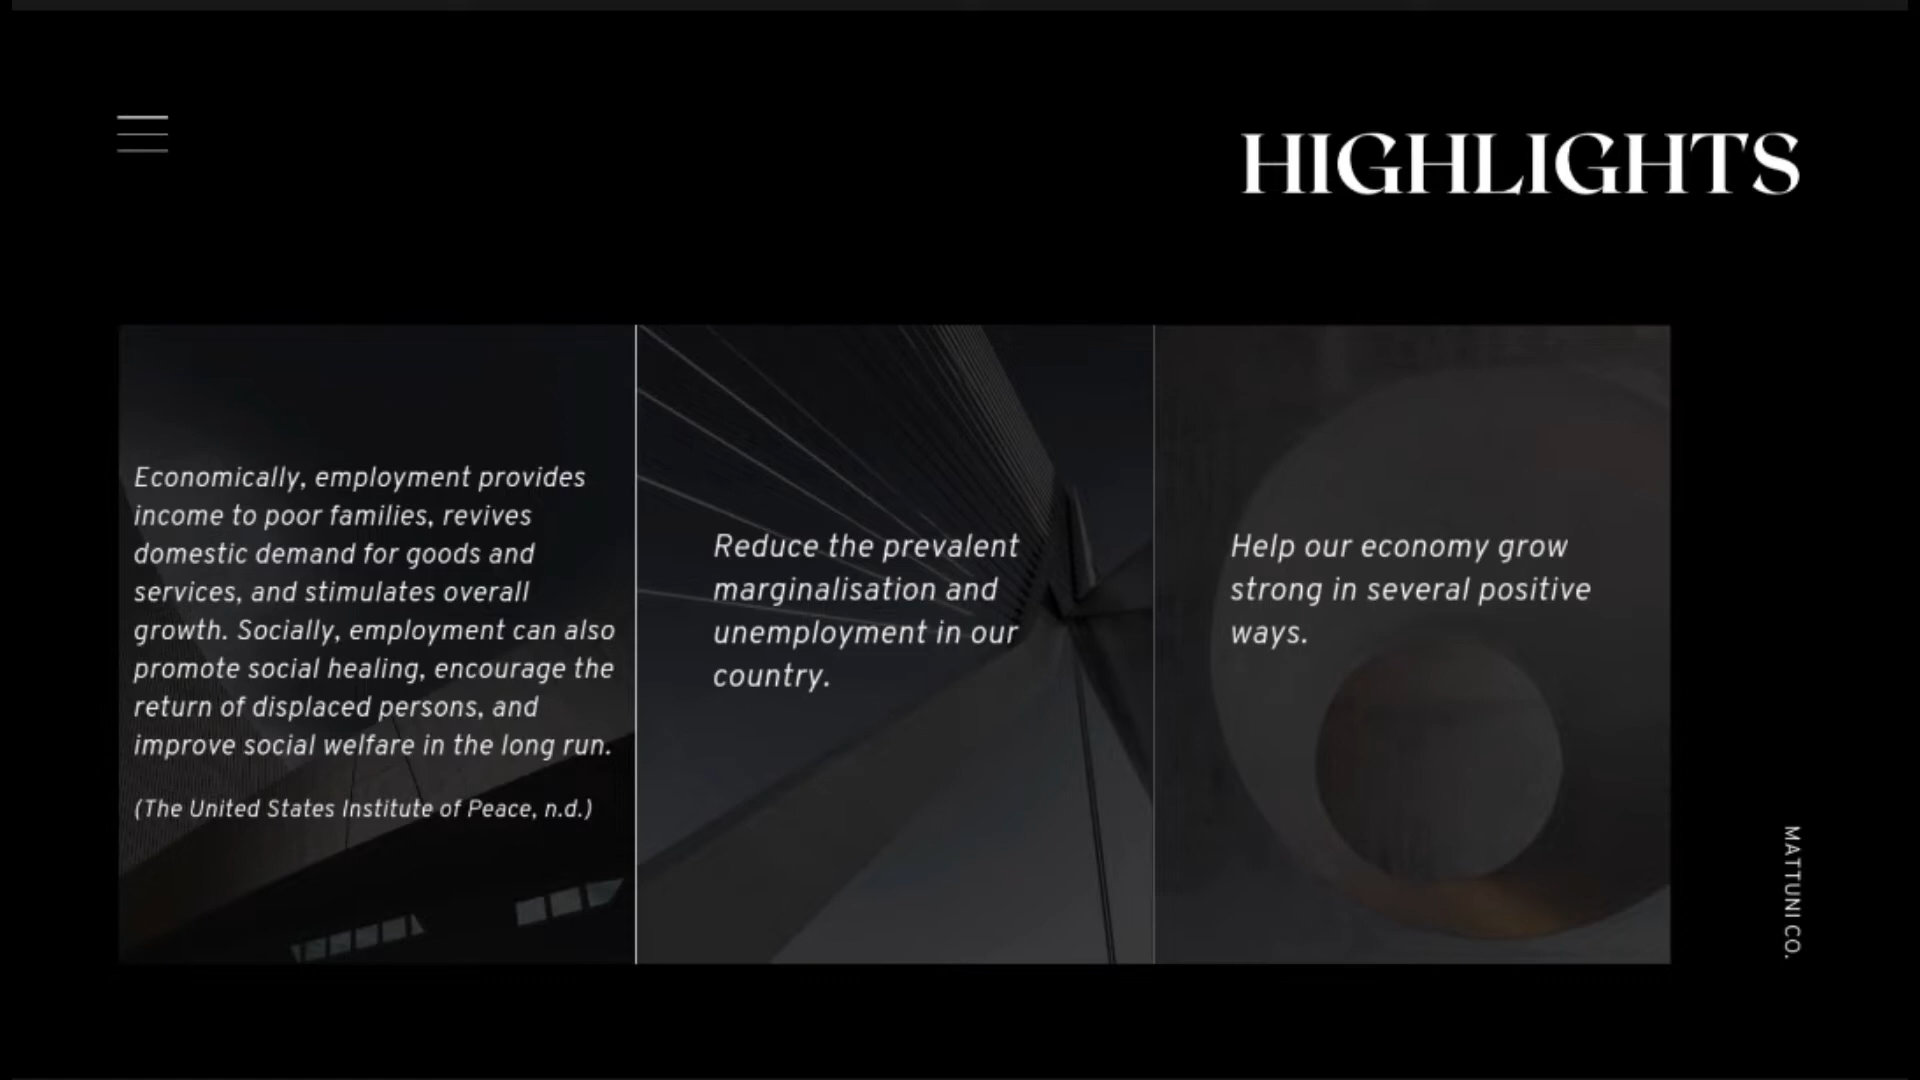 HIGHLIGHTS
Economically, employment provides
income to poor families, revives
domestic demand for goods and
services, and stimulates overall
growth. Socially, employment can also
promote social healing, encourage the
return of displaced persons, and
improve social welfare in the long run.
(The United States Institute of Peace, n.d.)
Reduce the prevalent
marginalisation and
unemployment in our
country.
Help our economy grow
strong in several positive
ways.
MATTUNI CO.